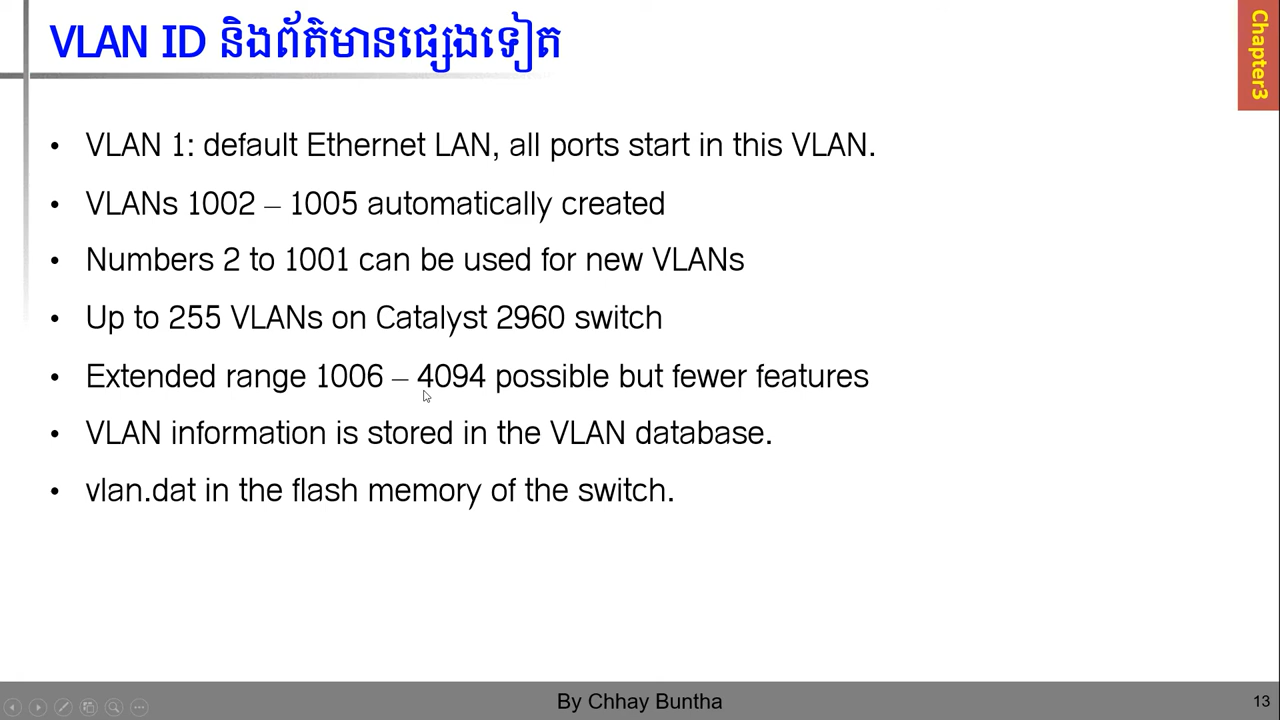 VLAN ID និងព័ត៌មានផ្សេងទៀត
Chapter3
• VLAN 1: default Ethernet LAN, all ports start in this VLAN.
• VLANs 1002 – 1005 automatically created
• Numbers 2 to 1001 can be used for new VLANs
• Up to 255 VLANs on Catalyst 2960 switch
• Extended range 1006 – 4094 possible but fewer features
• VLAN information is stored in the VLAN database.
• vlan.dat in the flash memory of the switch.
By Chhay Buntha
13